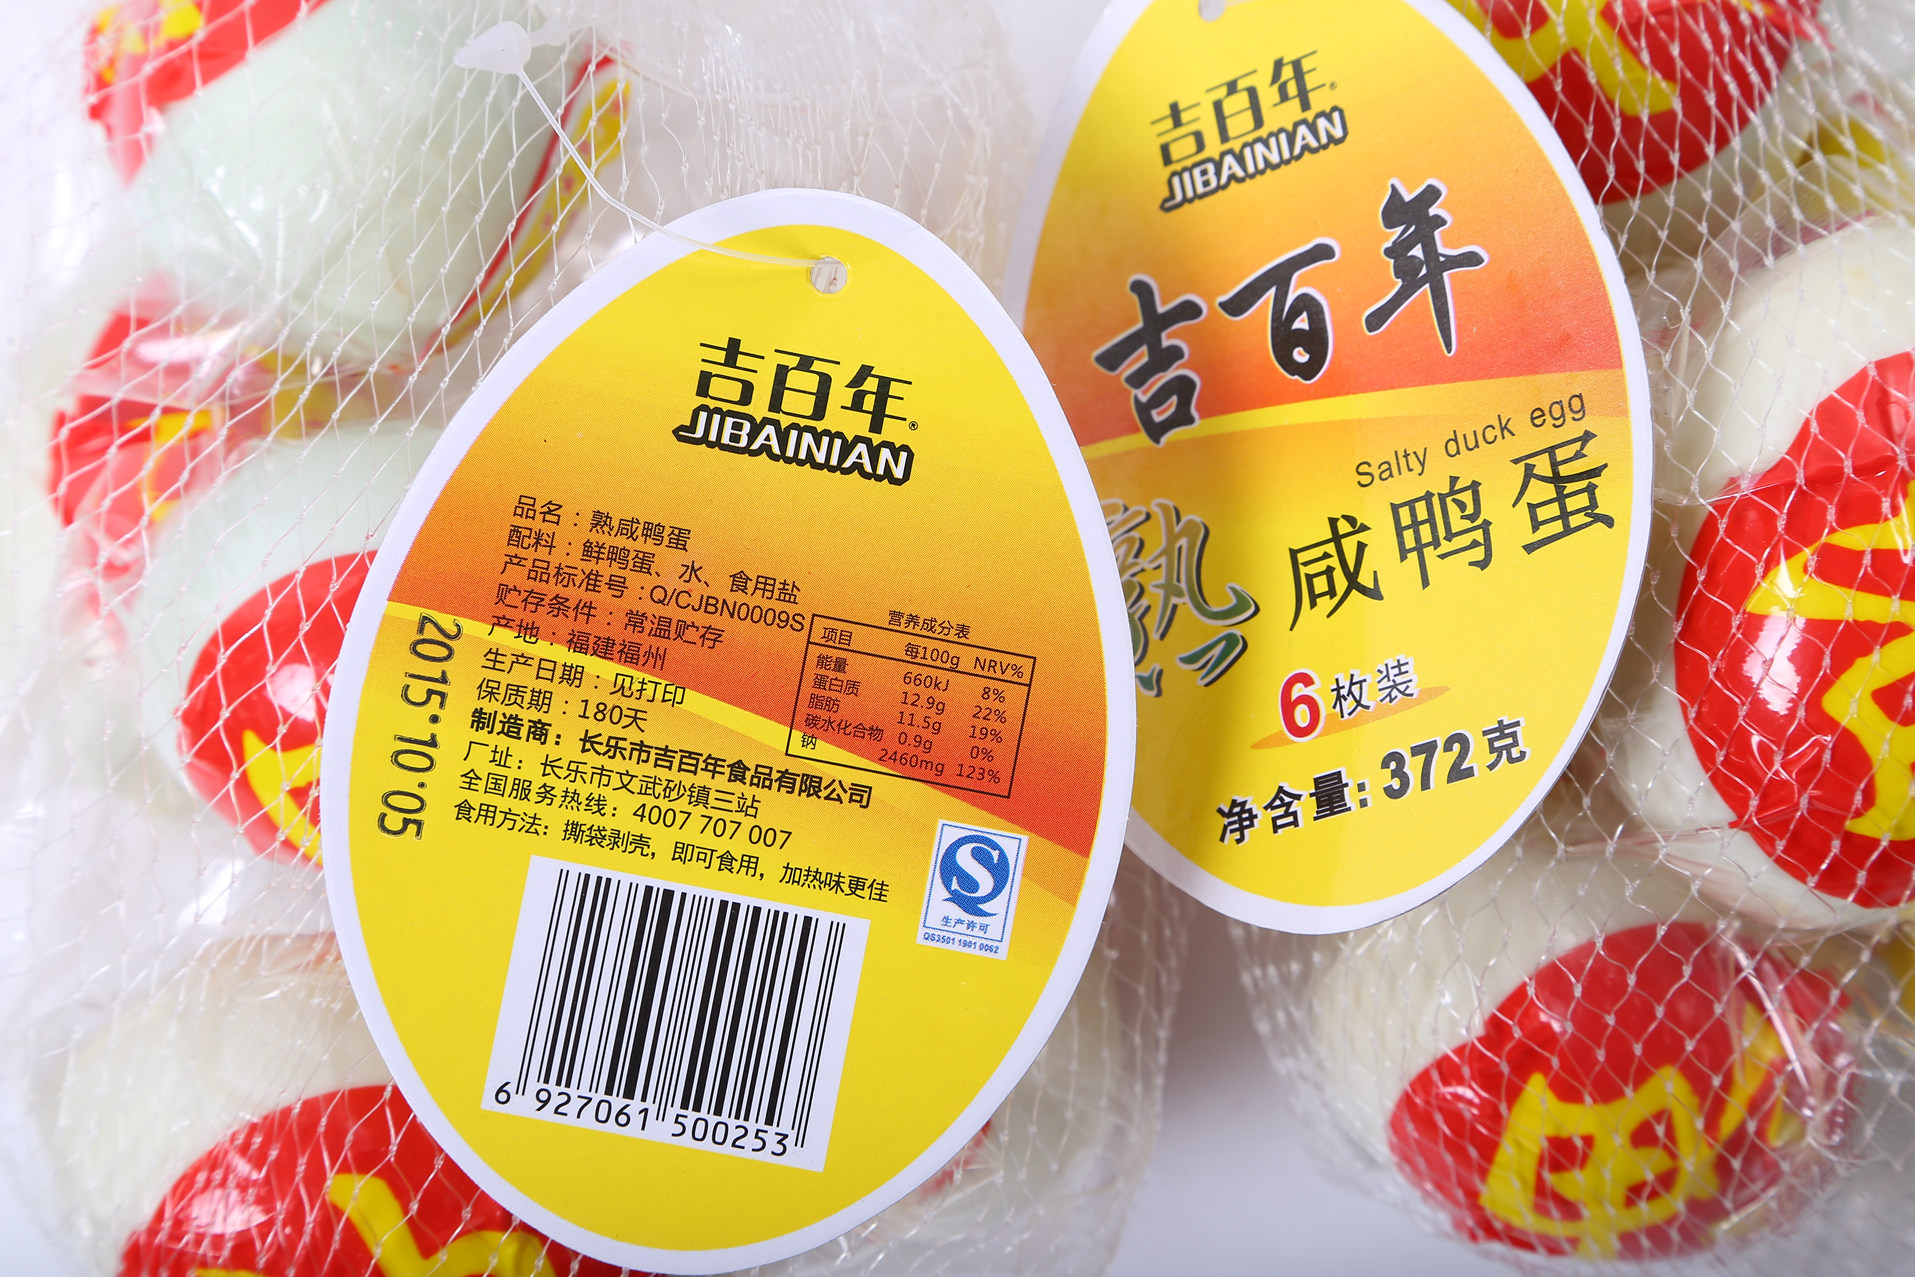 吉百年®
JIBAINIAN
品名：熟咸鸭蛋
配料：鲜鸭蛋、水、食用盐
产品标准号：Q/CJBN0009S
贮存条件：常温贮存
产地：福建福州
生产日期：见打印
保质期：180天
制造商：长乐市吉百年食品有限公司
厂址：长乐市文武砂镇三站
全国服务热线：4007 707 007
食用方法：撕袋剥壳，即可食用，加热味更佳
2015.10.05
营养成分表
项目 每100g NRV%
能量 660kJ 8%
蛋白质 12.9g 22%
脂肪 11.5g 19%
碳水化合物 0.9g 0%
钠 2460mg 123%
生产许可
QS3501 1901 0062
6 927061 500253
吉百年®
JIBAINIAN
吉百年
Salty duck egg
熟咸鸭蛋
6枚装
净含量：372克